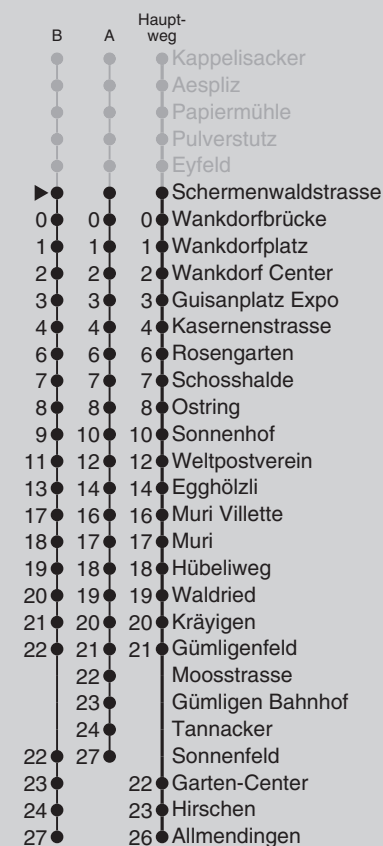 B A Haupt-
weg
Kappelisacker
Aespliz
Papiermühle
Pulverstutz
Eyfeld
Schermenwaldstrasse
0 0 0 Wankdorfbrücke
1 1 1 Wankdorfplatz
2 2 2 Wankdorf Center
3 3 3 Guisanplatz Expo
4 4 4 Kasernenstrasse
6 6 6 Rosengarten
7 7 7 Schosshalde
8 8 8 Ostring
9 10 10 Sonnenhof
11 12 12 Weltpostverein
13 14 14 Egghölzli
17 16 16 Muri Villette
18 17 17 Muri
19 18 18 Hübeliweg
20 19 19 Waldried
21 20 20 Kräyigen
22 21 21 Gümligenfeld
22 Moosstrasse
23 Gümligen Bahnhof
24 Tannacker
22 27 Sonnenfeld
23 22 Garten-Center
24 23 Hirschen
27 26 Allmendingen